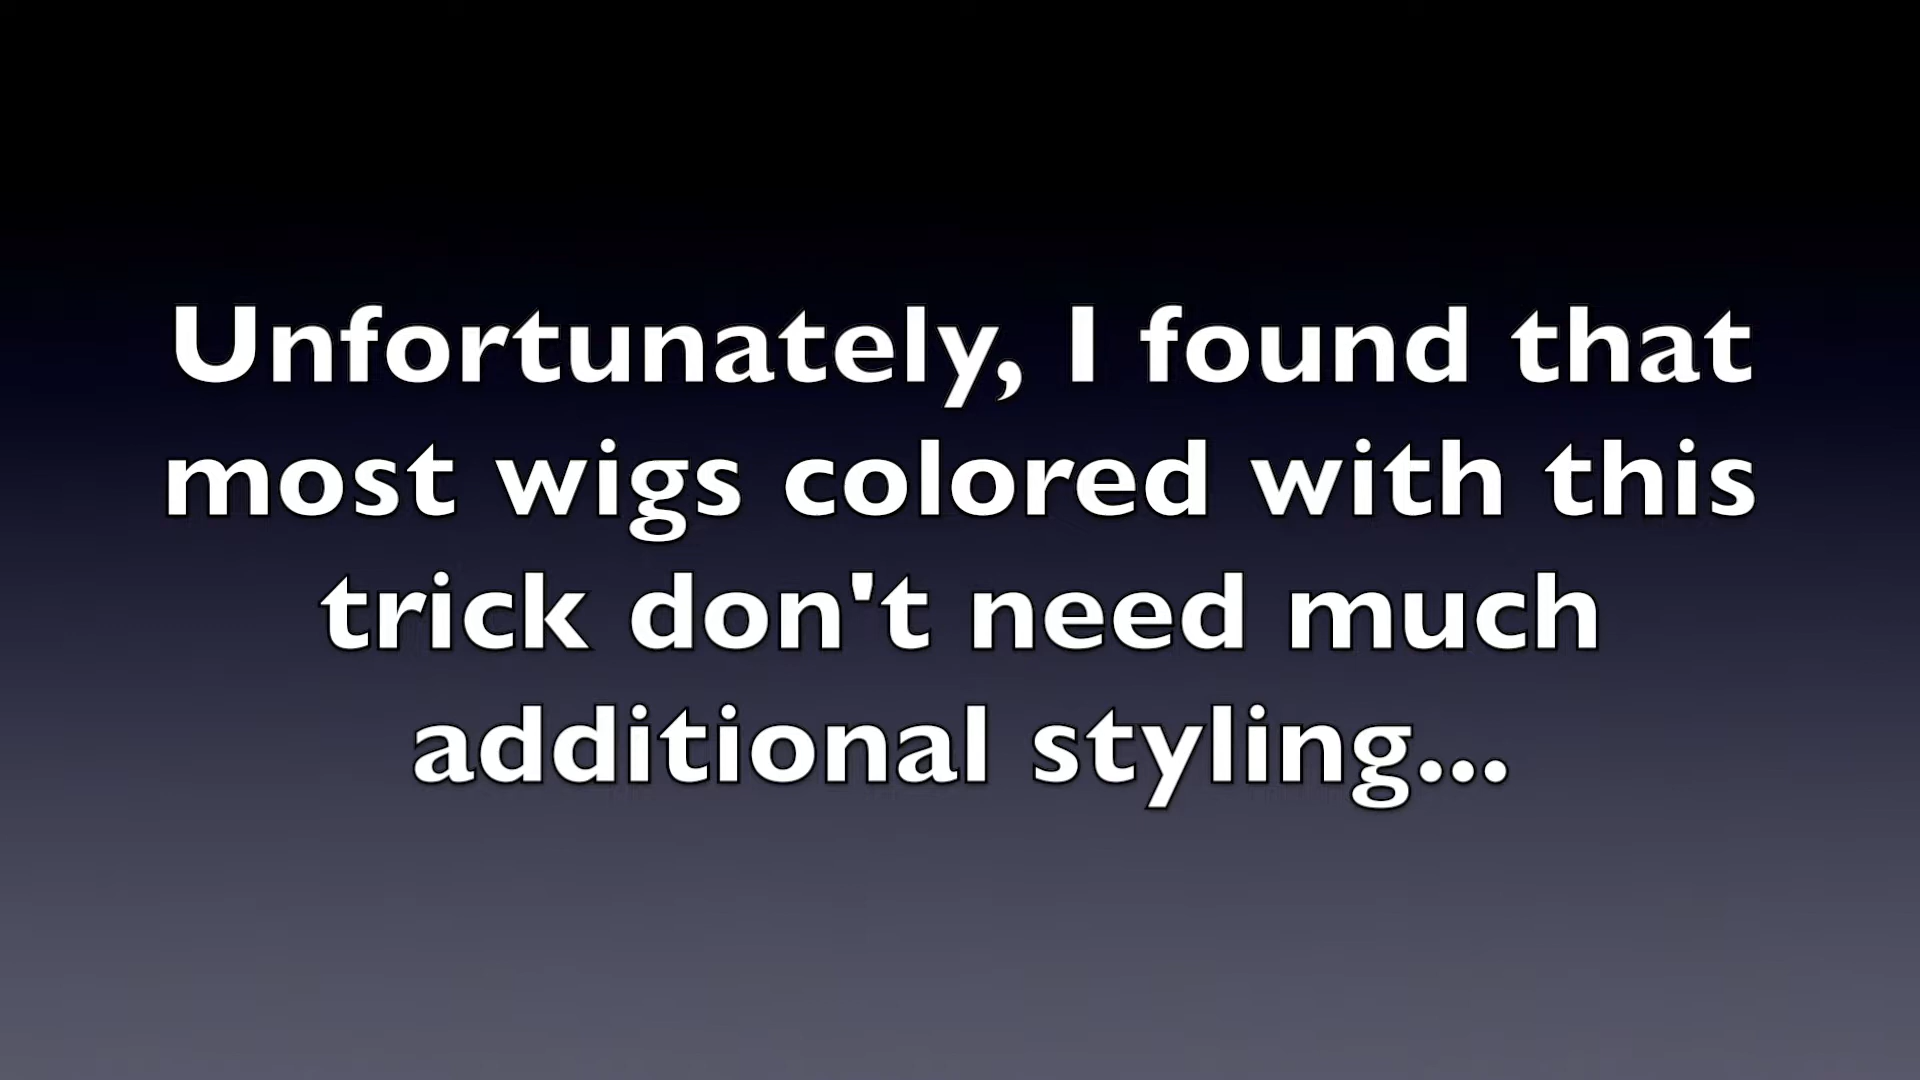 Unfortunately, I found that
most wigs colored with this
trick don't need much
additional styling...